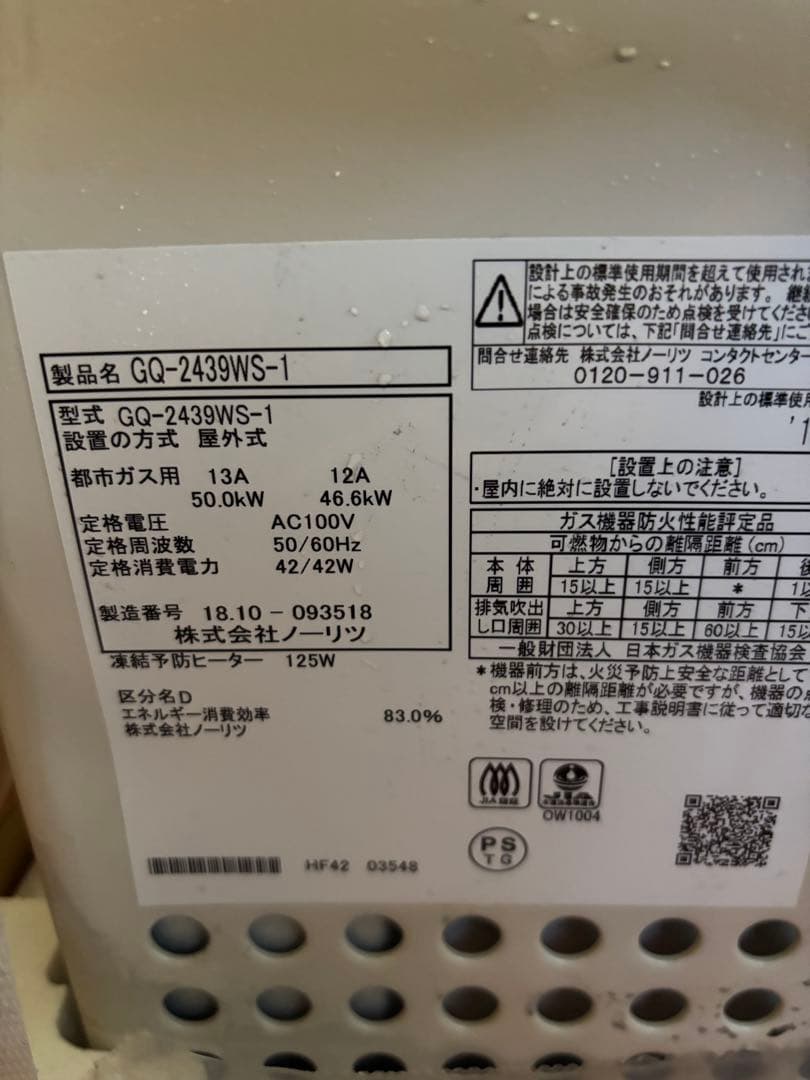 製品名 GQ-2439WS-1
型式 GQ-2439WS-1
設置の方式 屋外式
都市ガス用 13A 12A
50.0kW 46.6kW
定格電圧 AC100V
定格周波数 50/60Hz
定格消費電力 42/42W
製造番号 18.10-093518
株式会社ノーリツ
凍結予防ヒーター 125W
区分名D
エネルギー消費効率 83.0%
株式会社ノーリツ
HF42 03548
設計上の標準使用期間を超えて使用され
による事故発生のおそれがあります。 継続
場合は安全確保のため点検を受けてくださ
点検については、下記「問合せ連絡先」にご
問合せ連絡先 株式会社ノーリツ コンタクトセンター
0120-911-026
設計上の標準使用
'1
[設置上の注意]
・屋内に絶対に設置しないでください。
ガス機器防火性能評定品
可燃物からの離隔距離(cm)
本体周囲 上方 側方 前方
15以上 15以上 * 1
排気吹出し口周囲 上方 側方 前方 下
30以上 15以上 60以上 15以
一般財団法人 日本ガス機器検査協会
*機器前方は、火災予防上安全な距離として
cm以上の離隔距離が必要ですが、機器の点
検・修理のため、工事説明書に従って適切な
空間を設けてください。
JIA認証
OW1004
PS
TG